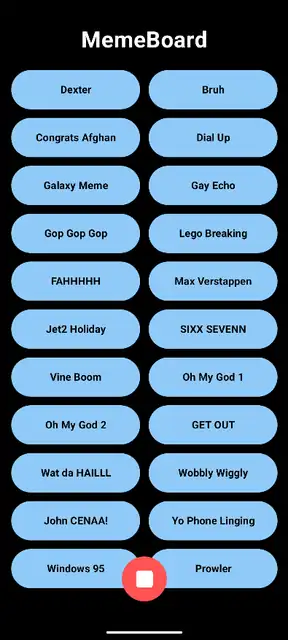 MemeBoard
Dexter
Bruh
Congrats Afghan
Dial Up
Galaxy Meme
Gay Echo
Gop Gop Gop
Lego Breaking
FAHHHHH
Max Verstappen
Jet2 Holiday
SIXX SEVENN
Vine Boom
Oh My God 1
Oh My God 2
GET OUT
Wat da HAILLL
Wobbly Wiggly
John CENAA!
Yo Phone Linging
Windows 95
Prowler